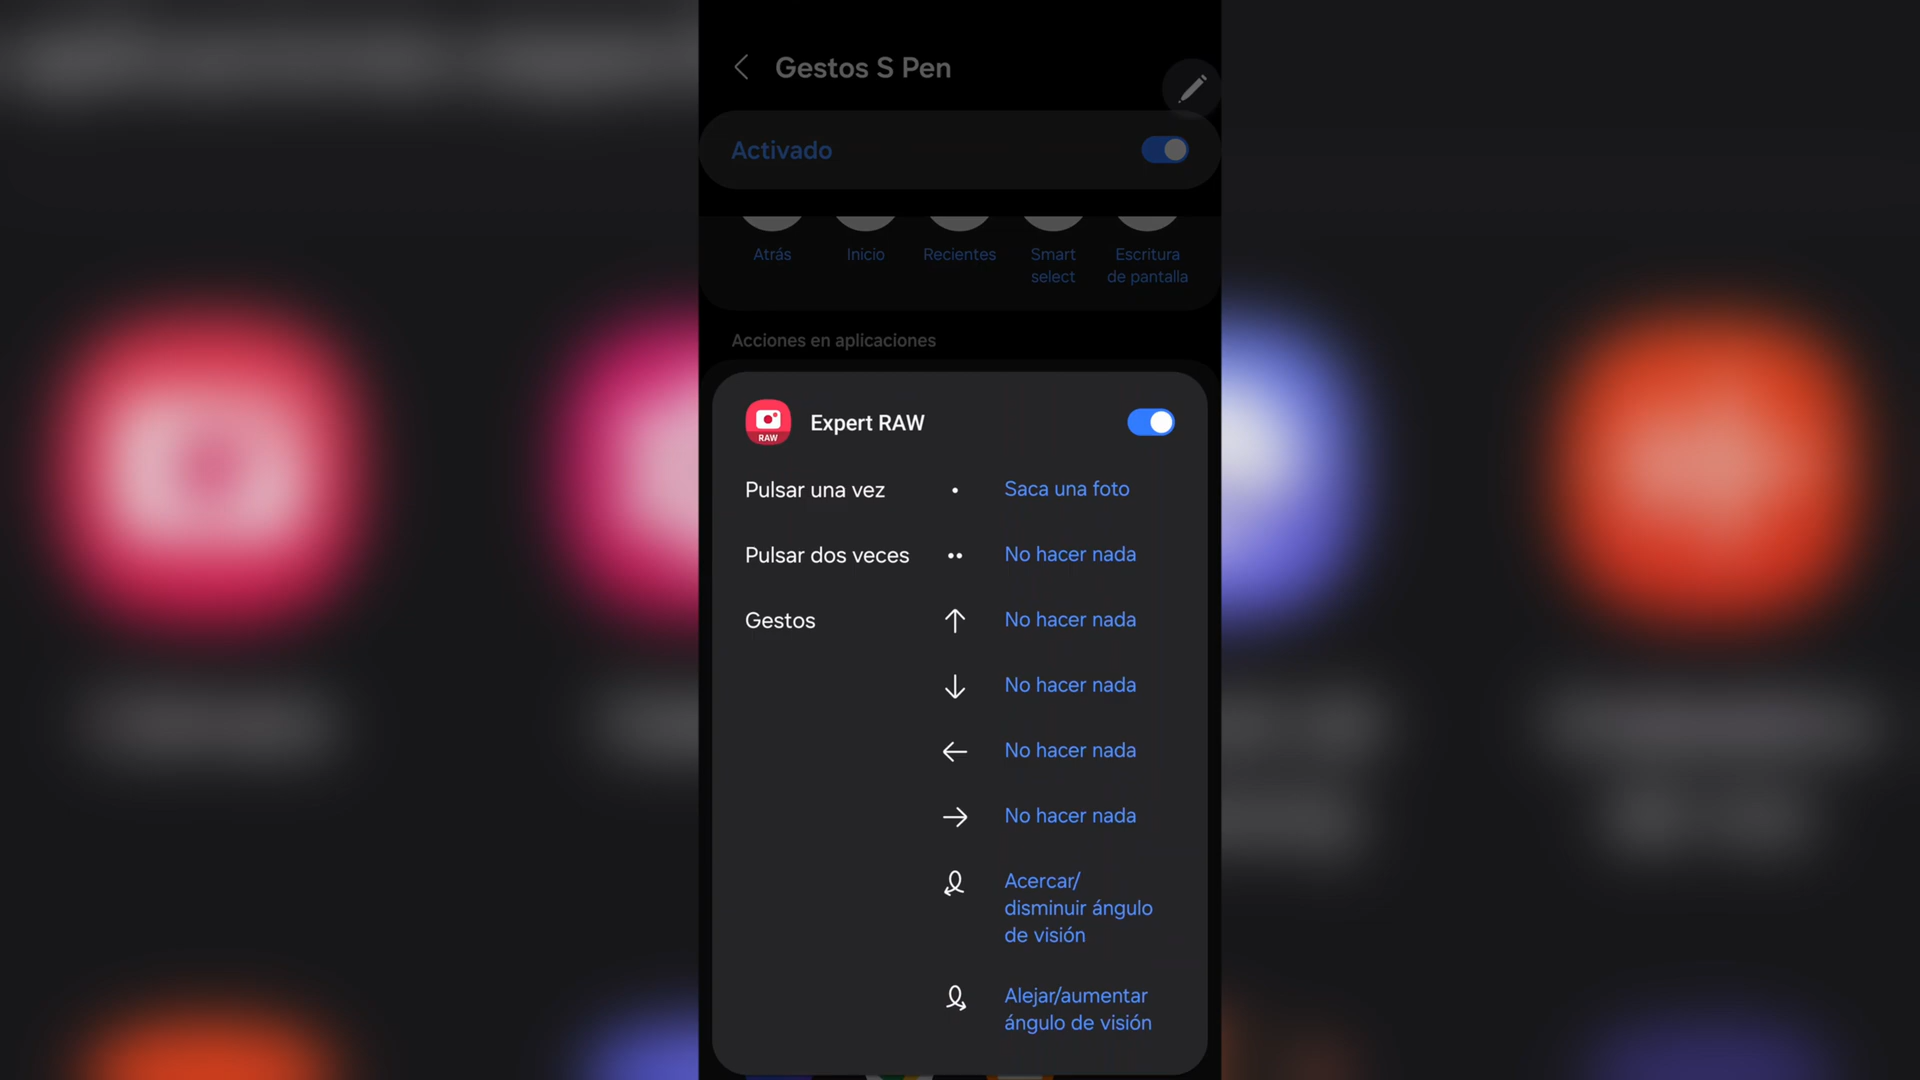 Gestos S Pen
Activado
Atrás
Inicio
Recientes
Smart
select
Escritura
de pantalla
Acciones en aplicaciones
RAW
Expert RAW
Pulsar una vez
Saca una foto
Pulsar dos veces
No hacer nada
Gestos
No hacer nada
No hacer nada
No hacer nada
No hacer nada
Acercar/
disminuir ángulo
de visión
Alejar/aumentar
ángulo de visión